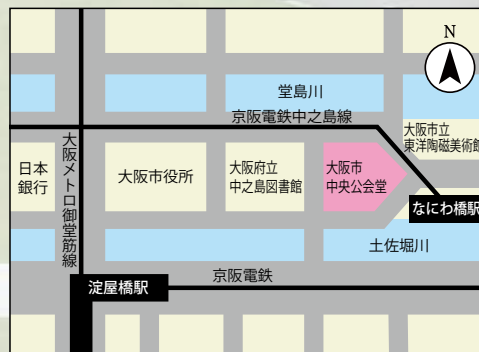 N
堂島川
京阪電鉄中之島線
大阪市立
東洋陶磁美術館
大阪メトロ御堂筋線
日本
銀行
大阪市役所
大阪府立
中之島図書館
大阪市
中央公会堂
なにわ橋駅
土佐堀川
京阪電鉄
淀屋橋駅